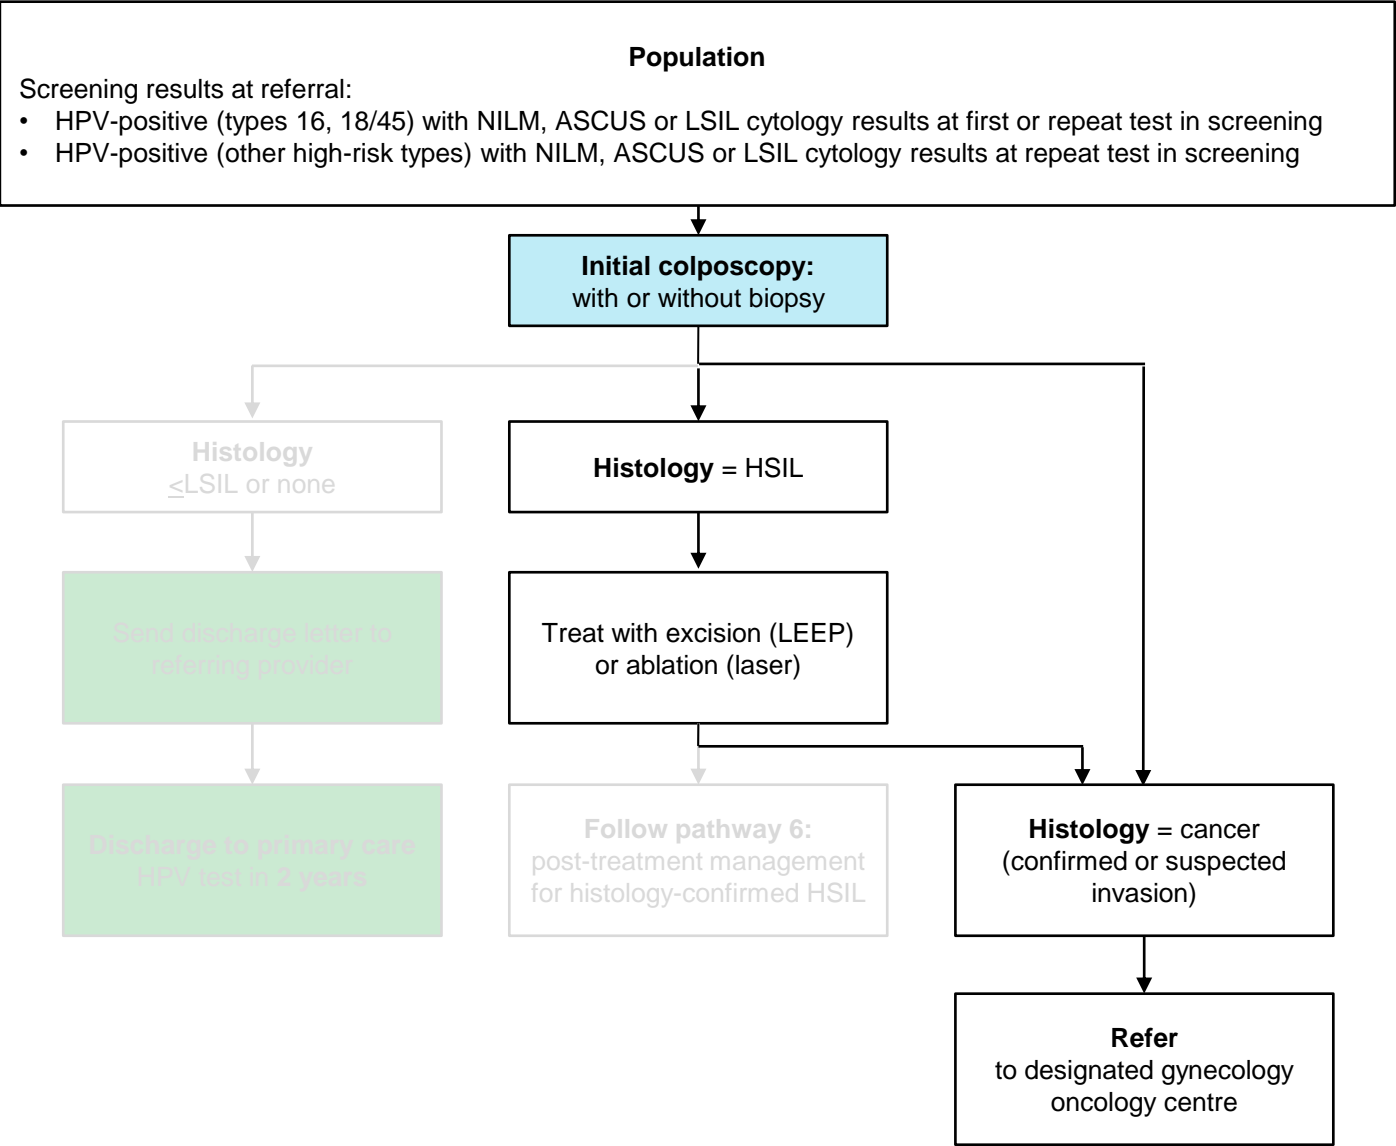 Population
Screening results at referral:
• HPV-positive (types 16, 18/45) with NILM, ASCUS or LSIL cytology results at first or repeat test in screening
• HPV-positive (other high-risk types) with NILM, ASCUS or LSIL cytology results at repeat test in screening
Initial colposcopy:
with or without biopsy
Histology
<LSIL or none
Histology = HSIL
Send discharge letter to
referring provider
Treat with excision (LEEP)
or ablation (laser)
Discharge to primary care
HPV test in 2 years
Follow pathway 6:
post-treatment management
for histology-confirmed HSIL
Histology = cancer
(confirmed or suspected
invasion)
Refer
to designated gynecology
oncology centre